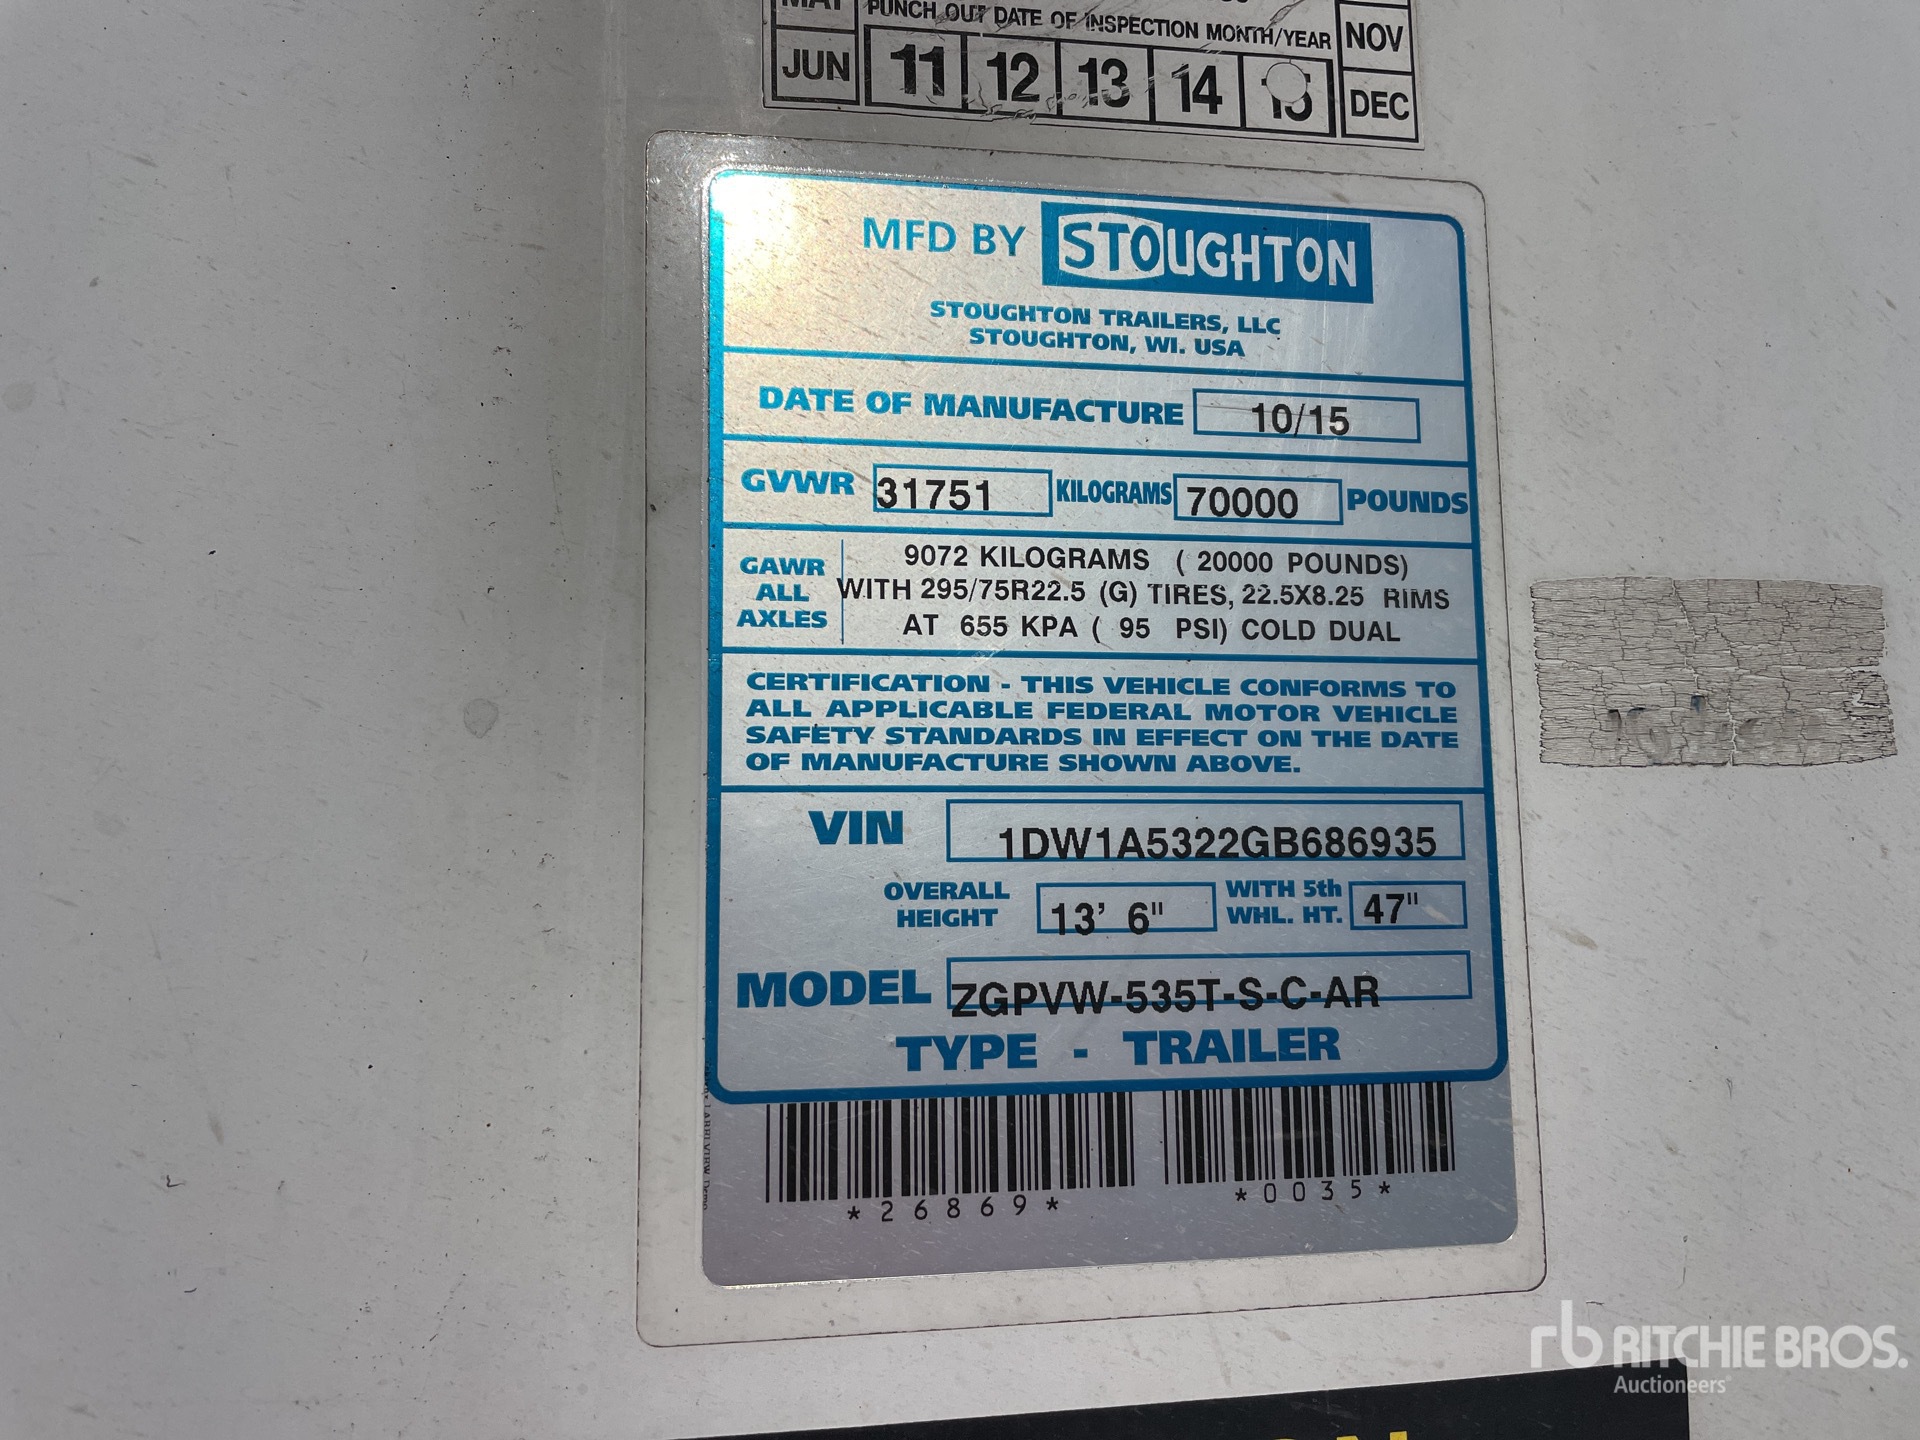 MAY PUNCH OUT DATE OF INSPECTION MONTH/YEAR NOV
JUN 11 12 13 14 15 DEC
MFD BY STOUGHTON
STOUGHTON TRAILERS, LLC
STOUGHTON, WI. USA
DATE OF MANUFACTURE 10/15
GVWR 31751 KILOGRAMS 70000 POUNDS
GAWR ALL AXLES
9072 KILOGRAMS ( 20000 POUNDS)
WITH 295/75R22.5 (G) TIRES, 22.5X8.25 RIMS
AT 655 KPA ( 95 PSI) COLD DUAL
CERTIFICATION - THIS VEHICLE CONFORMS TO
ALL APPLICABLE FEDERAL MOTOR VEHICLE
SAFETY STANDARDS IN EFFECT ON THE DATE
OF MANUFACTURE SHOWN ABOVE.
VIN 1DW1A5322GB686935
OVERALL HEIGHT 13' 6" WITH 5th WHL. HT. 47"
MODEL ZGPVW-535T-S-C-AR
TYPE - TRAILER
*26869* *0035*
rb RITCHIE BROS.
Auctioneers